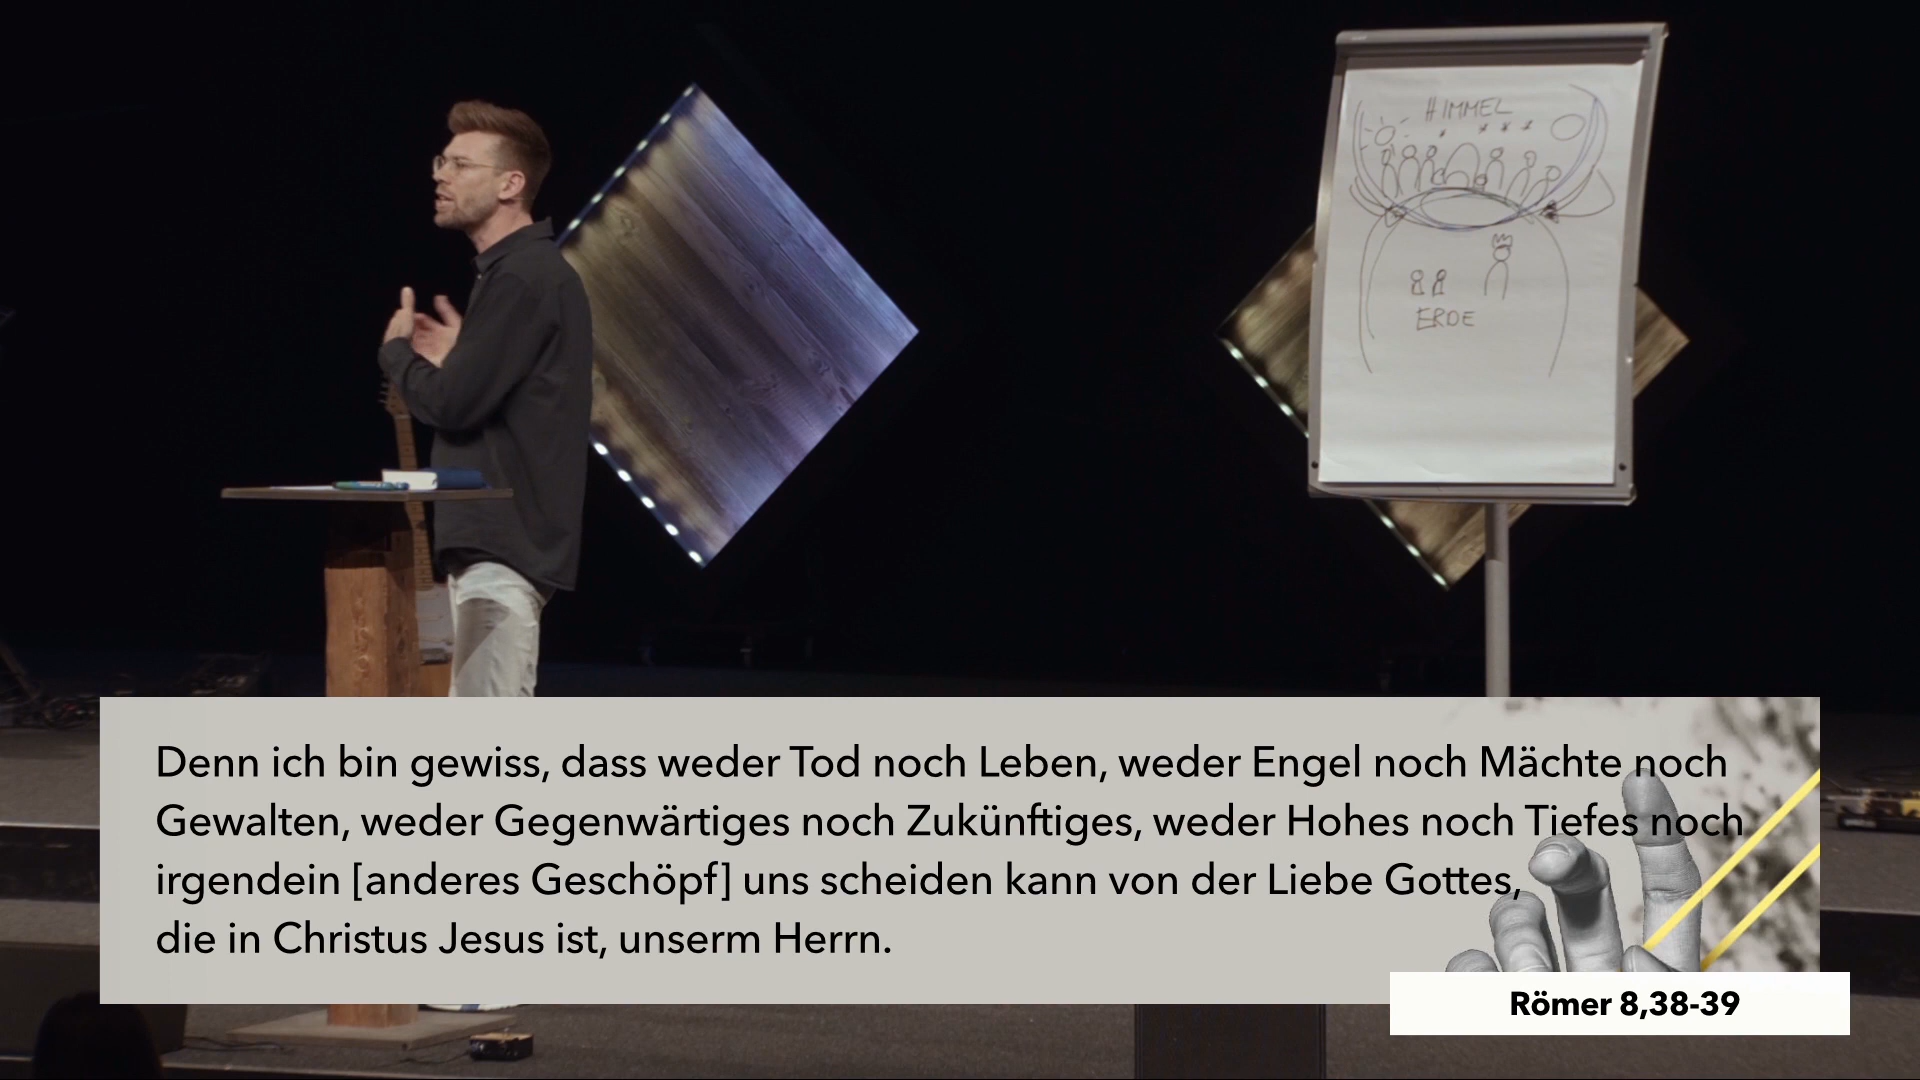 HIMMEL
ERDE
Denn ich bin gewiss, dass weder Tod noch Leben, weder Engel noch Mächte noch
Gewalten, weder Gegenwärtiges noch Zukünftiges, weder Hohes noch Tiefes noch
irgendein [anderes Geschöpf] uns scheiden kann von der Liebe Gottes,
die in Christus Jesus ist, unserm Herrn.
Römer 8,38-39